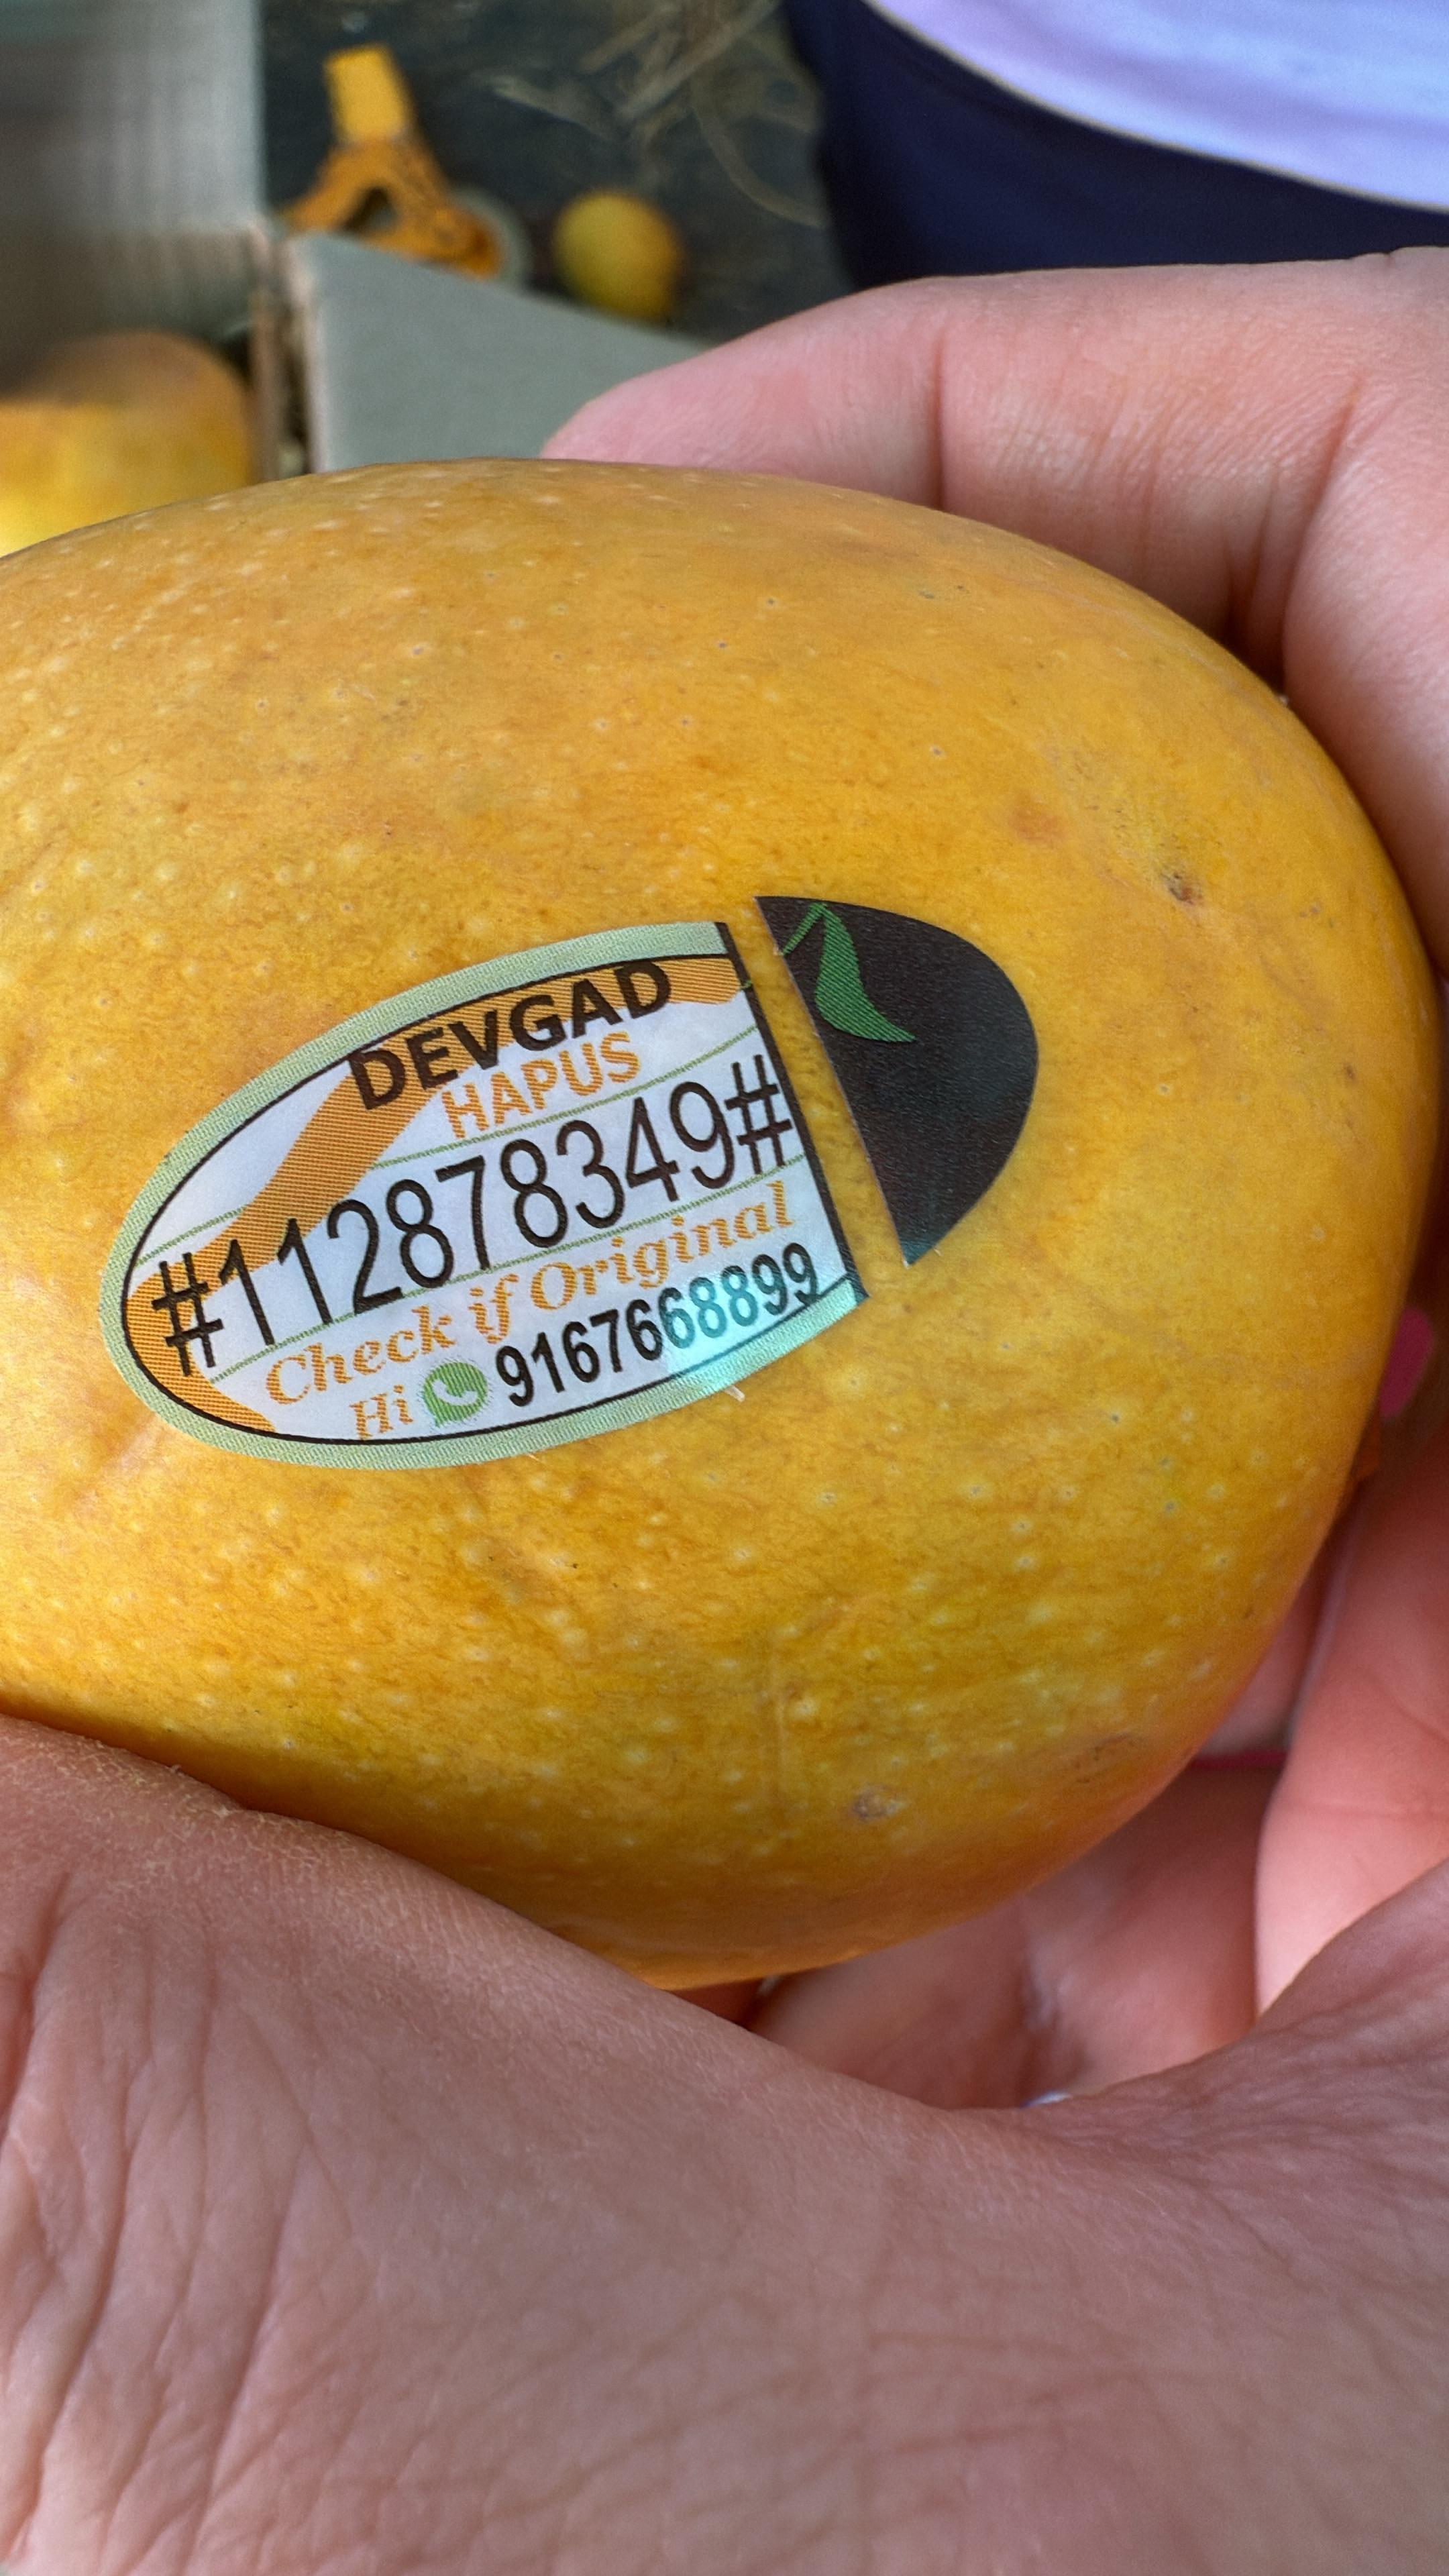 DEVGAD
HAPUS
#112878349#
Check if Original
Hi 9167668899